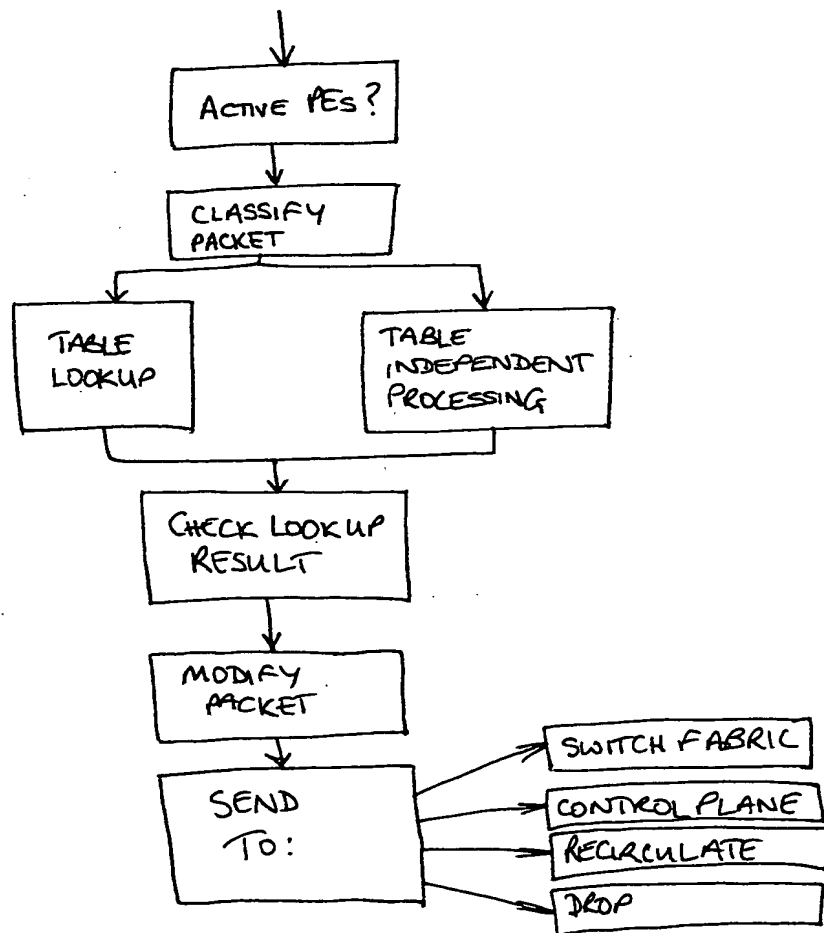 ACTIVE PEs?
CLASSIFY
PACKET
TABLE
LOOKUP
TABLE
INDEPENDENT
PROCESSING
CHECK LOOKUP
RESULT
MODIFY
PACKET
SEND
TO:
SWITCH FABRIC
CONTROL PLANE
RECIRCULATE
DROP